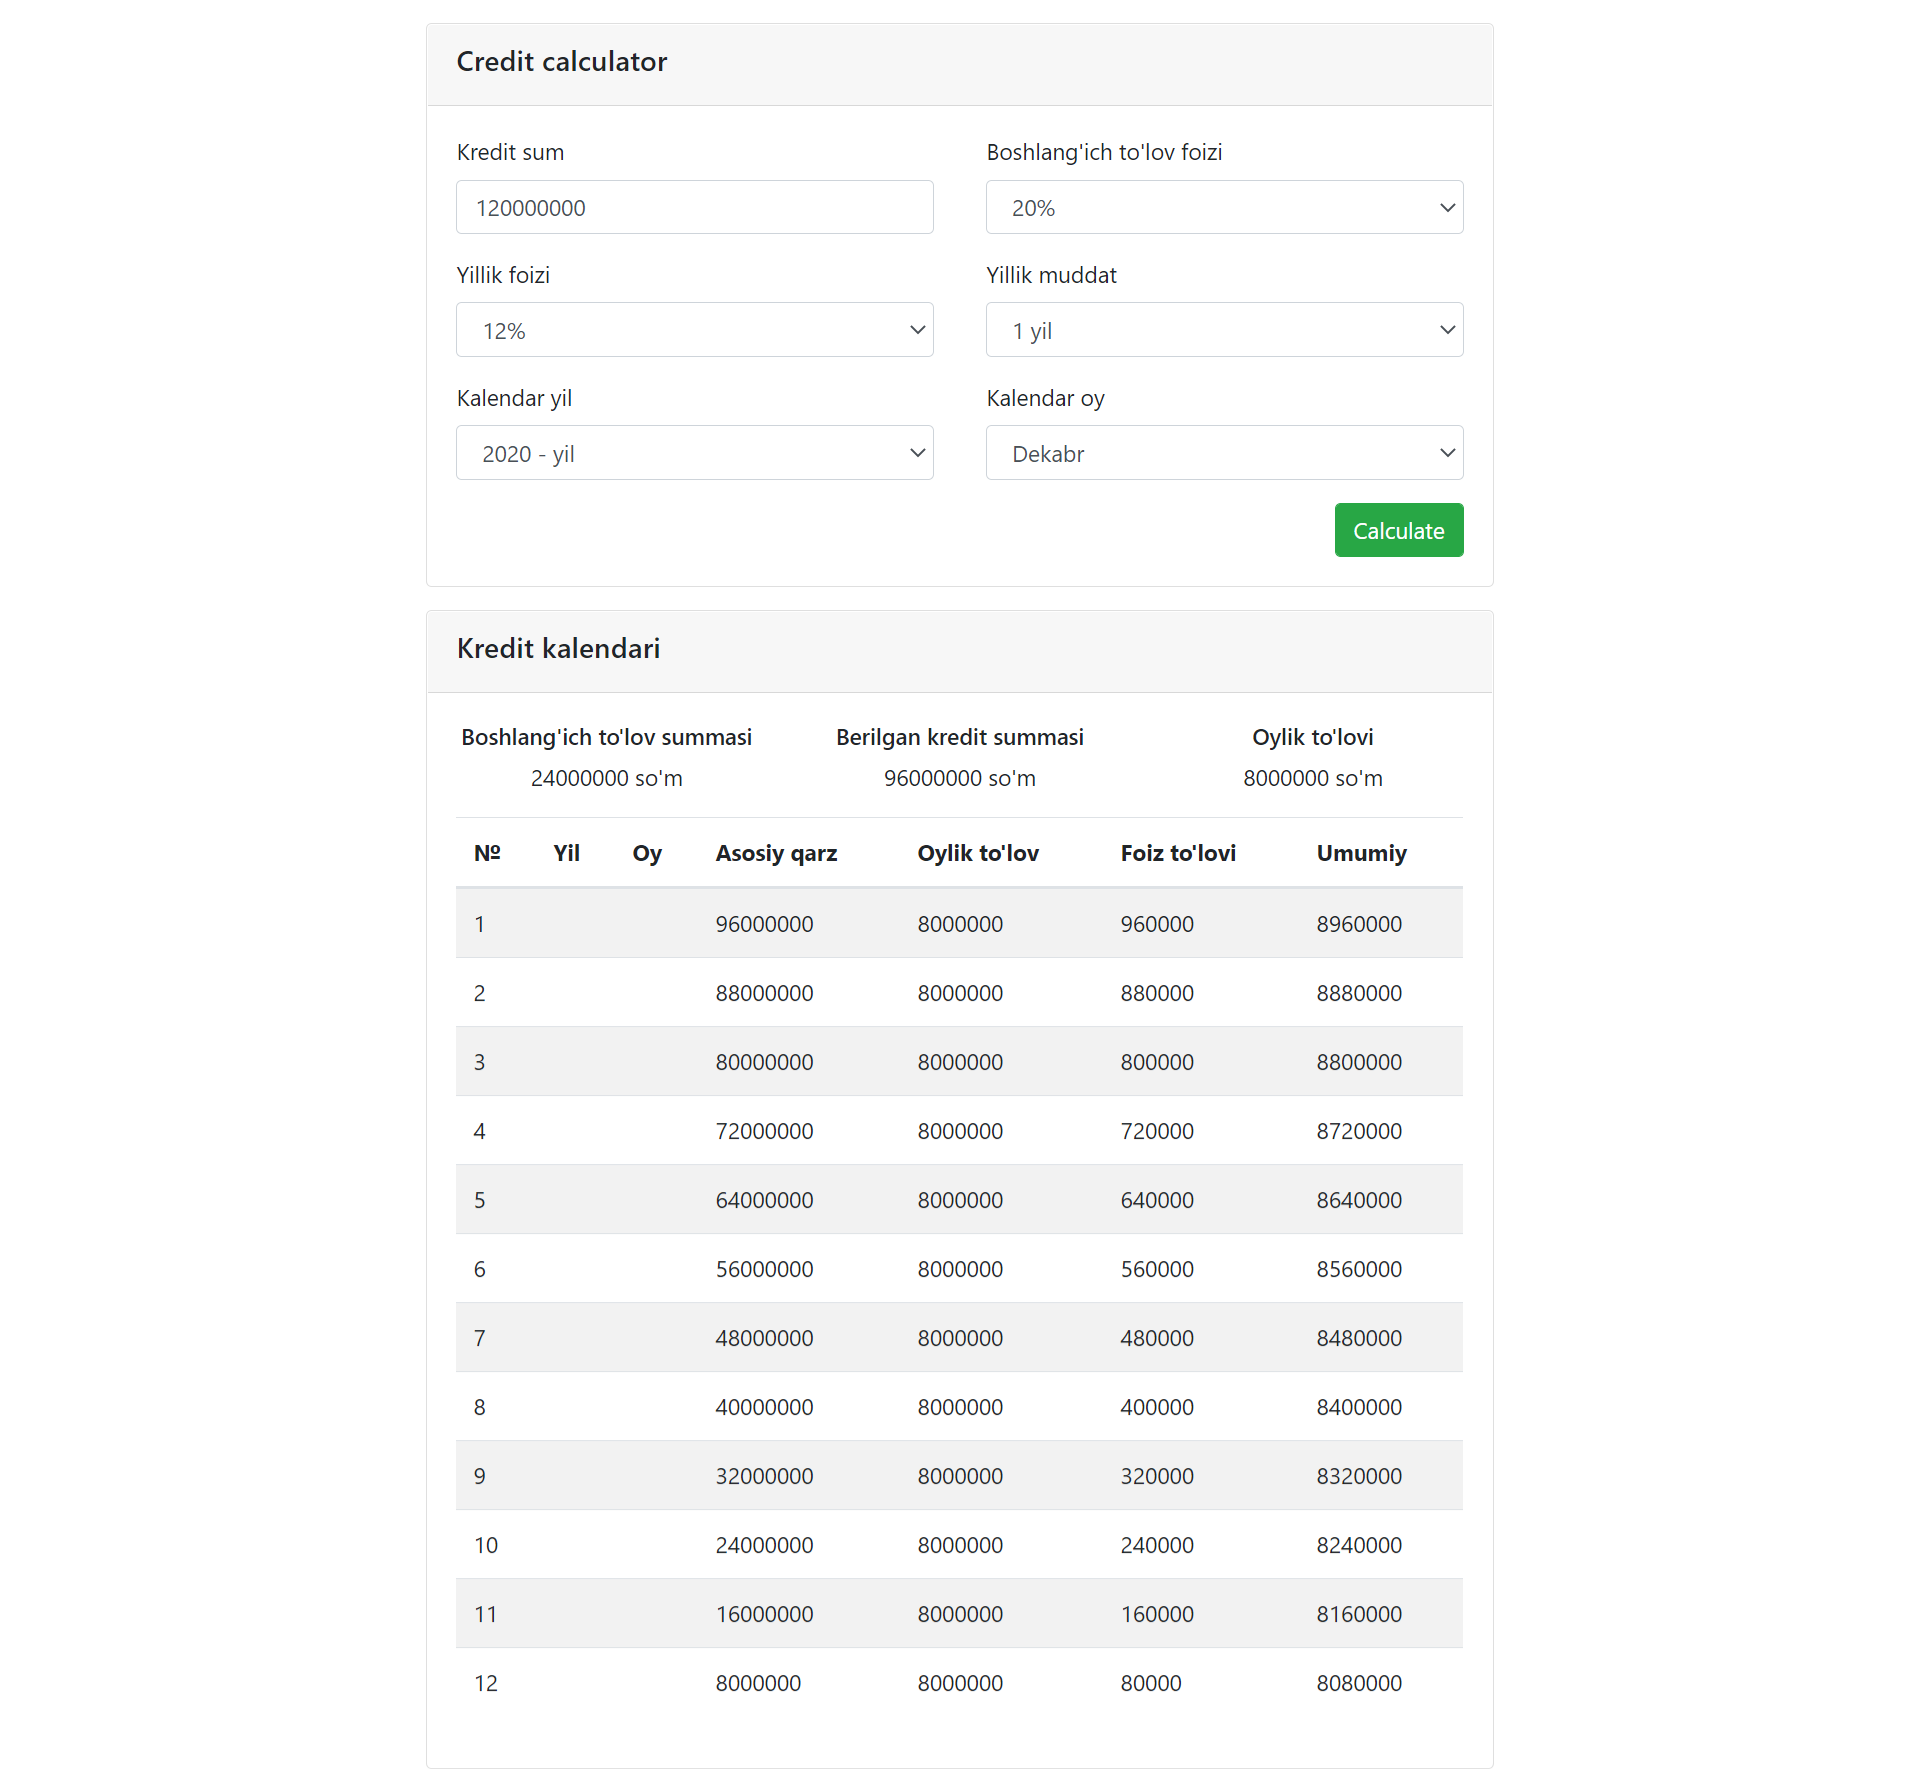 Credit calculator
Kredit sum Boshlang'ich to'lov foizi
120000000 20%
Yillik foizi Yillik muddat
12% 1 yil
Kalendar yil Kalendar oy
2020 - yil Dekabr
Calculate
Kredit kalendari
Boshlang'ich to'lov summasi Berilgan kredit summasi Oylik to'lovi
24000000 so'm 96000000 so'm 8000000 so'm
№ Yil Oy Asosiy qarz Oylik to'lov Foiz to'lovi Umumiy
1 96000000 8000000 960000 8960000
2 88000000 8000000 880000 8880000
3 80000000 8000000 800000 8800000
4 72000000 8000000 720000 8720000
5 64000000 8000000 640000 8640000
6 56000000 8000000 560000 8560000
7 48000000 8000000 480000 8480000
8 40000000 8000000 400000 8400000
9 32000000 8000000 320000 8320000
10 24000000 8000000 240000 8240000
11 16000000 8000000 160000 8160000
12 8000000 8000000 80000 8080000